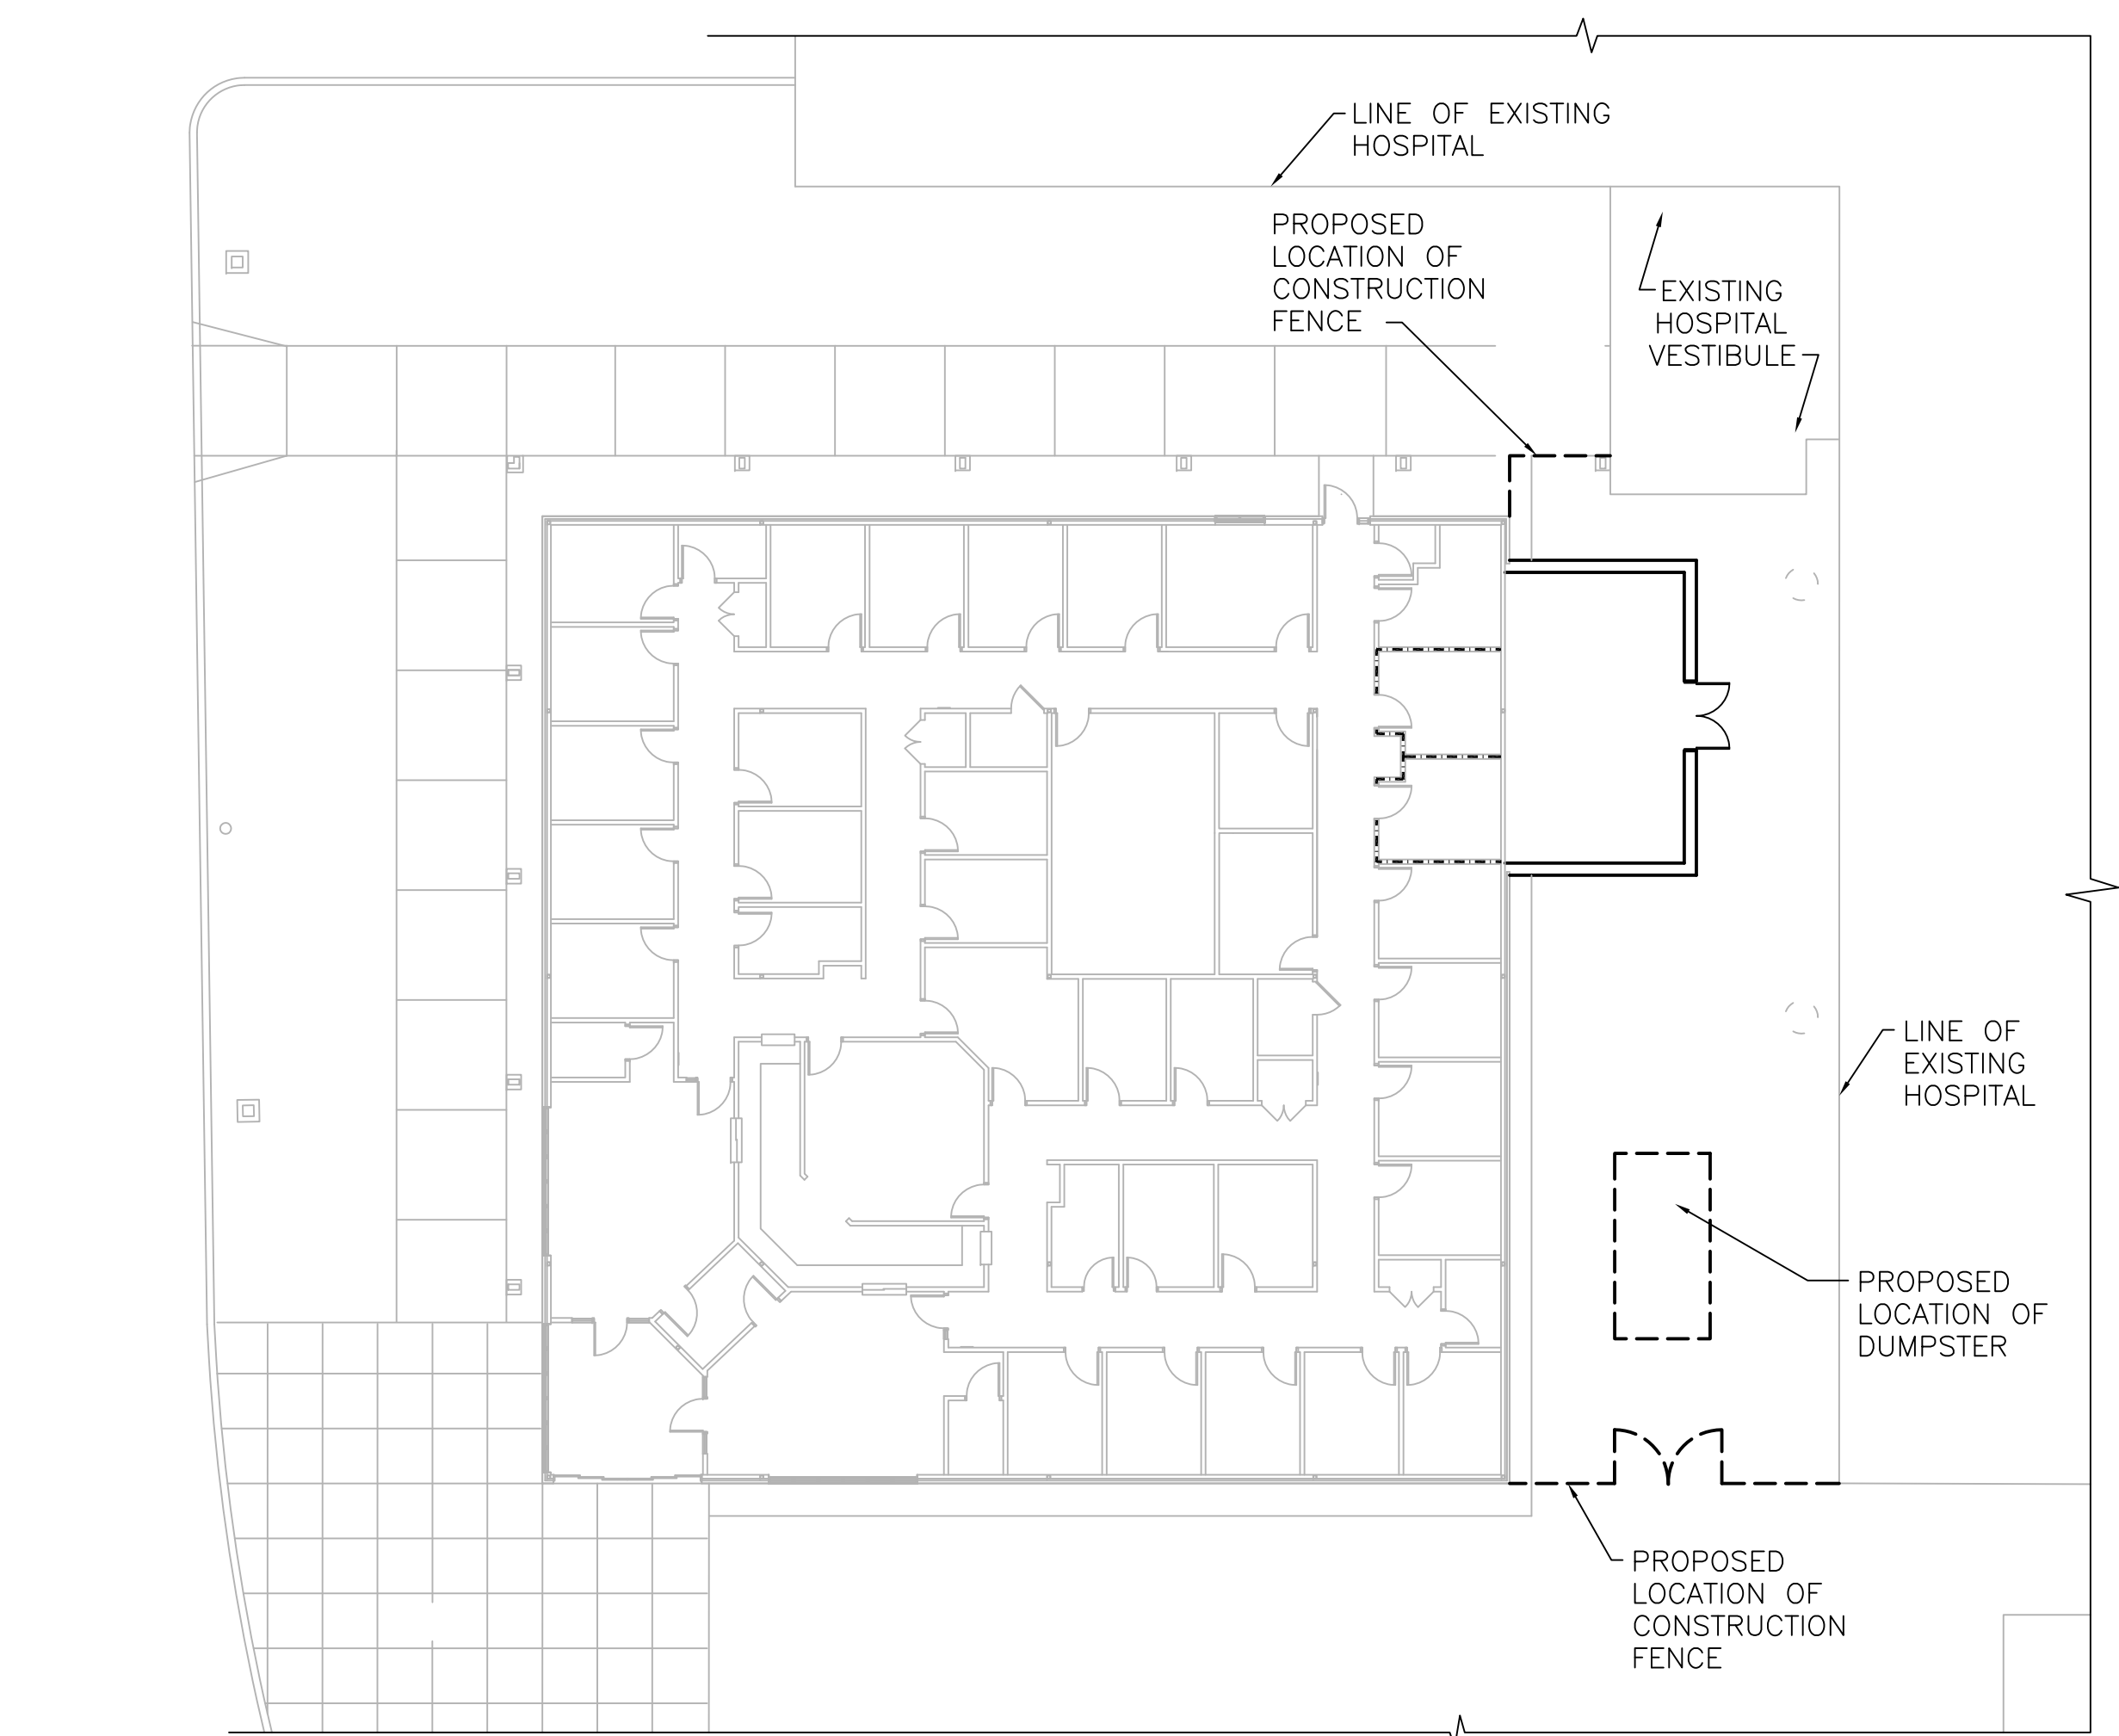 LINE OF EXISTING
HOSPITAL
PROPOSED
LOCATION OF
CONSTRUCTION
FENCE
EXISTING
HOSPITAL
VESTIBULE
LINE OF
EXISTING
HOSPITAL
PROPOSED
LOCATION OF
DUMPSTER
PROPOSED
LOCATION OF
CONSTRUCTION
FENCE